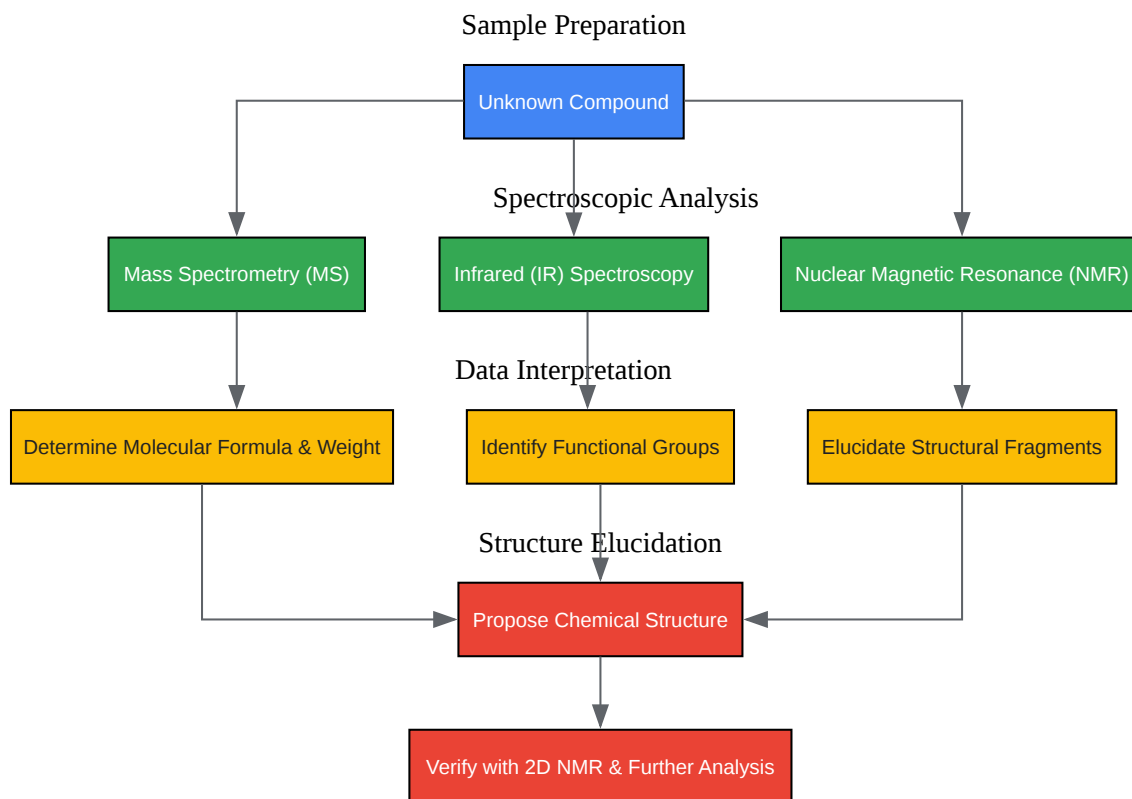 Sample Preparation
Unknown Compound
Spectroscopic Analysis
Mass Spectrometry (MS)
Infrared (IR) Spectroscopy
Nuclear Magnetic Resonance (NMR)
Data Interpretation
Determine Molecular Formula & Weight
Identify Functional Groups
Elucidate Structural Fragments
Structure Elucidation
Propose Chemical Structure
Verify with 2D NMR & Further Analysis